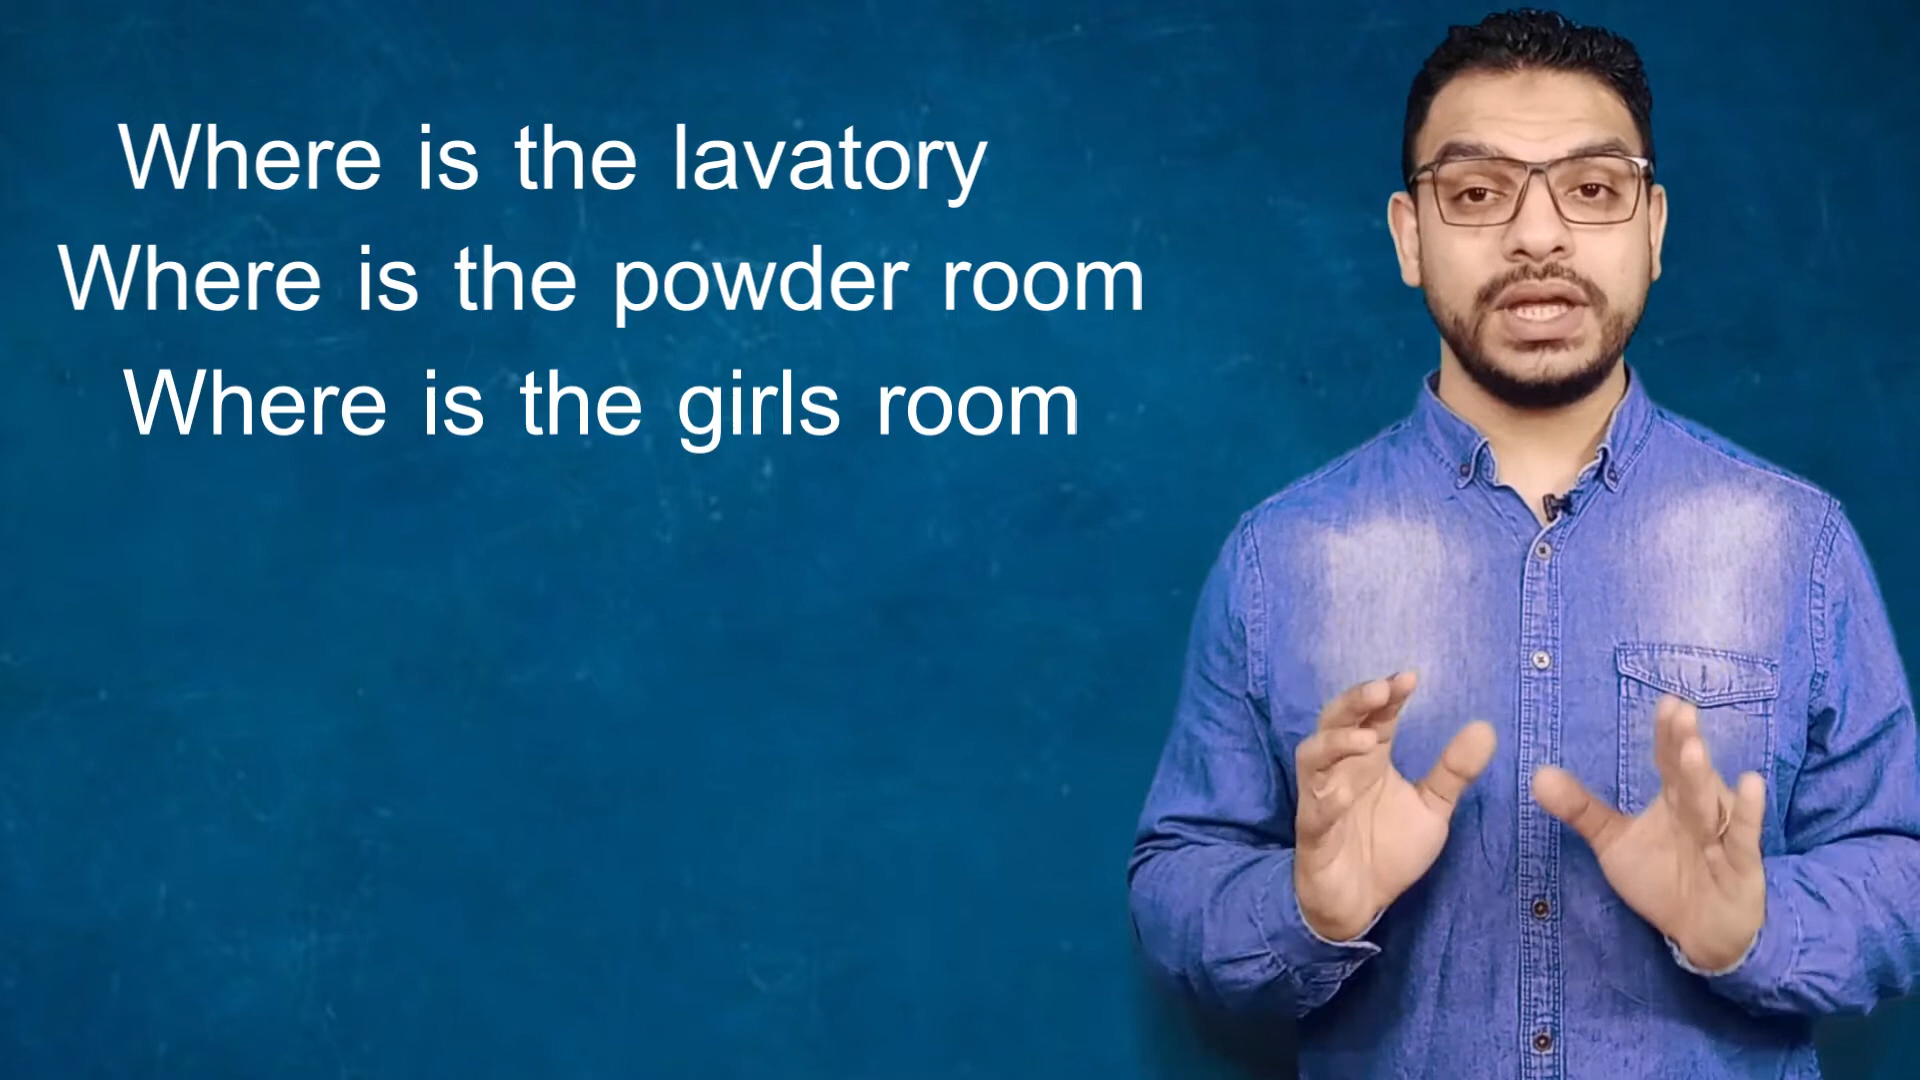 Where is the lavatory
Where is the powder room
Where is the girls room